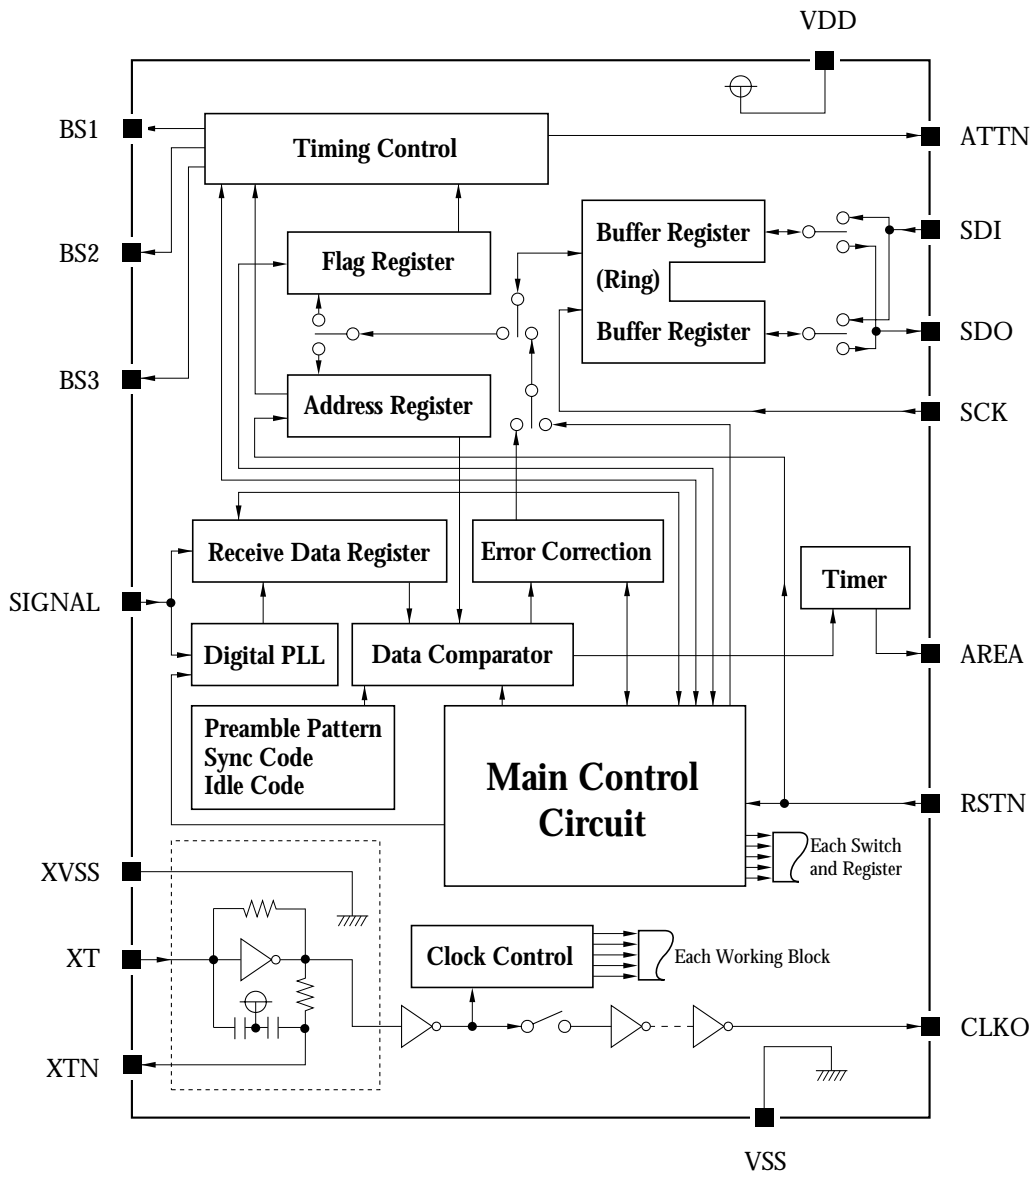 VDD
BS1
Timing Control
ATTN
Buffer Register
SDI
BS2
Flag Register
(Ring)
Buffer Register
SDO
BS3
Address Register
SCK
Receive Data Register
Error Correction
Timer
SIGNAL
Digital PLL
Data Comparator
AREA
Preamble Pattern
Sync Code
Idle Code
Main Control
Circuit
RSTN
Each Switch
and Register
XVSS
XT
Clock Control
Each Working Block
CLKO
XTN
VSS